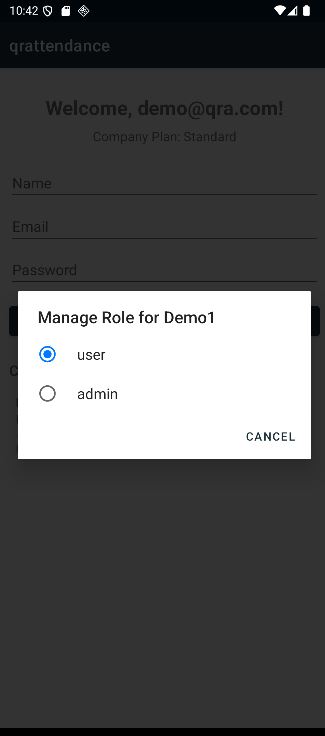 10:42
qrattendance
Welcome, demo@qra.com!
Company Plan: Standard
Name
Email
Password
Manage Role for Demo1
user
admin
CANCEL